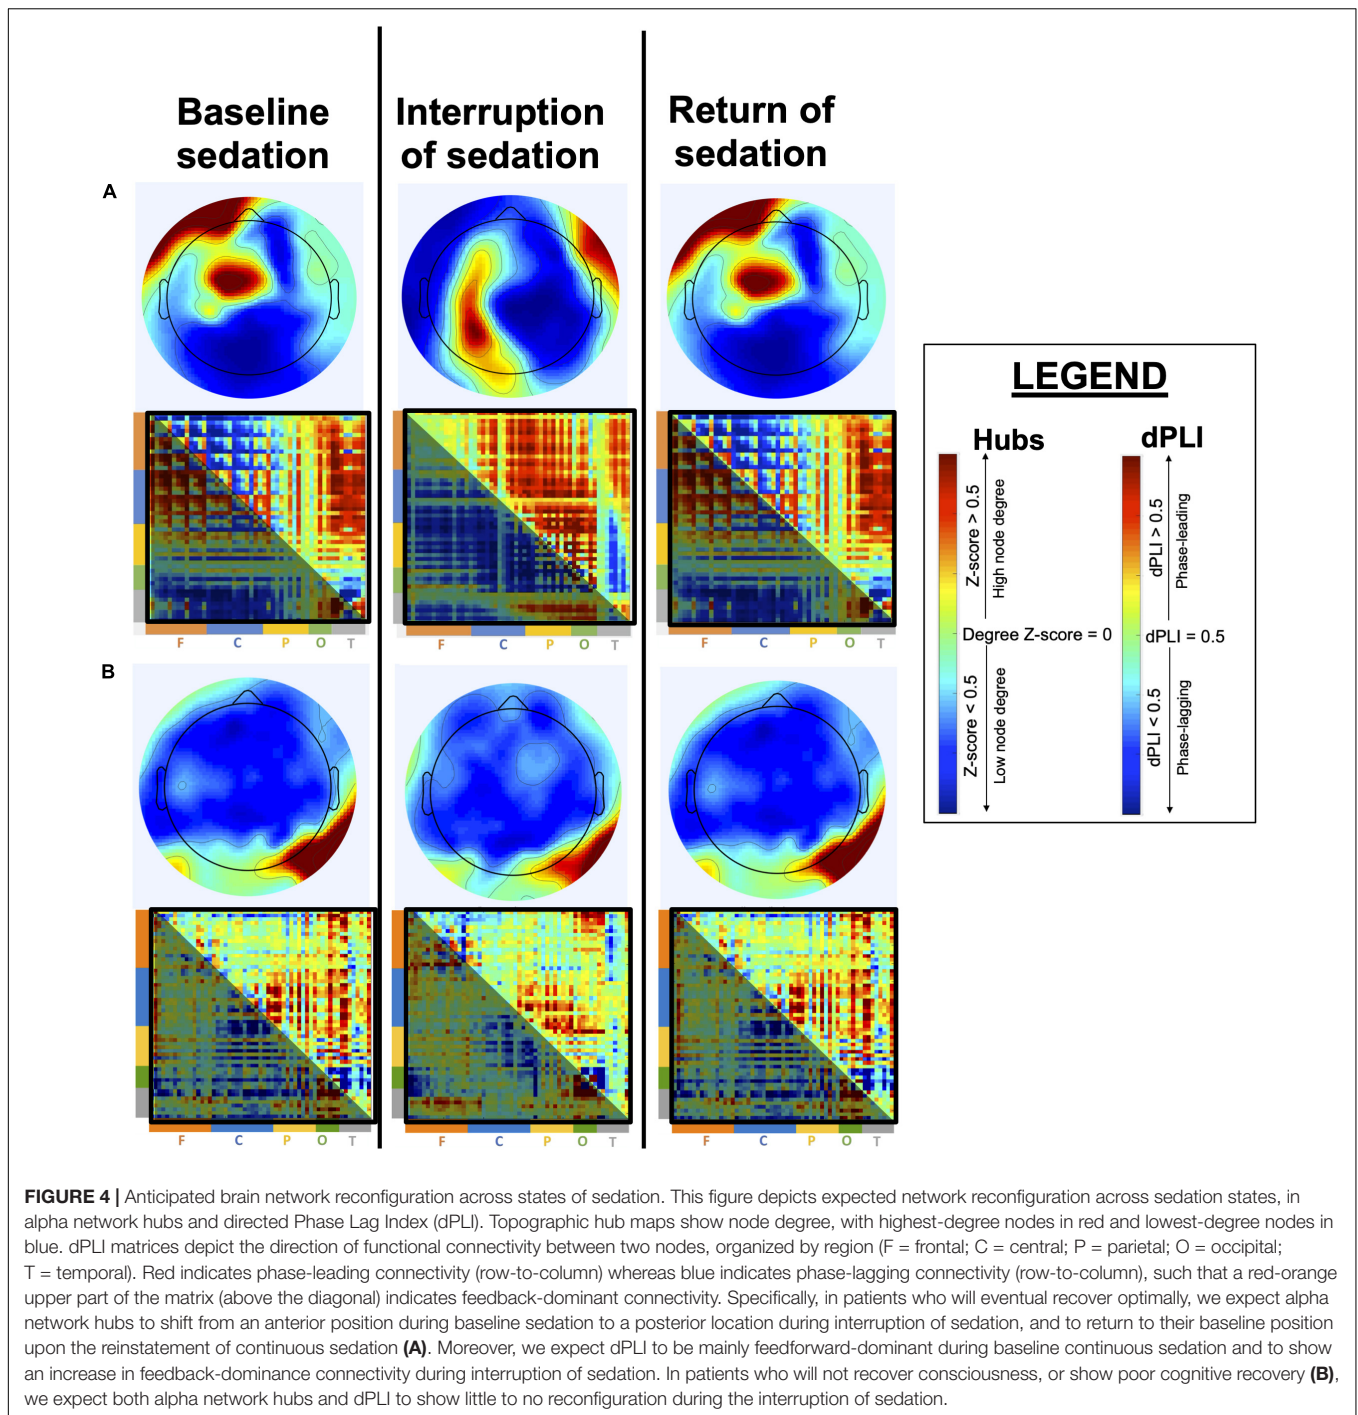 Baseline
sedation
Interruption
of sedation
Return of
sedation
A
F C P O T
F C P O T
F C P O T
B
F C P O T
F C P O T
F C P O T
LEGEND
Hubs
dPLI
Z-score > 0.5
High node degree
Degree Z-score = 0
Z-score < 0.5
Low node degree
dPLI > 0.5
Phase-leading
dPLI = 0.5
dPLI < 0.5
Phase-lagging
FIGURE 4 | Anticipated brain network reconfiguration across states of sedation. This figure depicts expected network reconfiguration across sedation states, in
alpha network hubs and directed Phase Lag Index (dPLI). Topographic hub maps show node degree, with highest-degree nodes in red and lowest-degree nodes in
blue. dPLI matrices depict the direction of functional connectivity between two nodes, organized by region (F = frontal; C = central; P = parietal; O = occipital;
T = temporal). Red indicates phase-leading connectivity (row-to-column) whereas blue indicates phase-lagging connectivity (row-to-column), such that a red-orange
upper part of the matrix (above the diagonal) indicates feedback-dominant connectivity. Specifically, in patients who will eventual recover optimally, we expect alpha
network hubs to shift from an anterior position during baseline sedation to a posterior location during interruption of sedation, and to return to their baseline position
upon the reinstatement of continuous sedation (A). Moreover, we expect dPLI to be mainly feedforward-dominant during baseline continuous sedation and to show
an increase in feedback-dominance connectivity during interruption of sedation. In patients who will not recover consciousness, or show poor cognitive recovery (B),
we expect both alpha network hubs and dPLI to show little to no reconfiguration during the interruption of sedation.